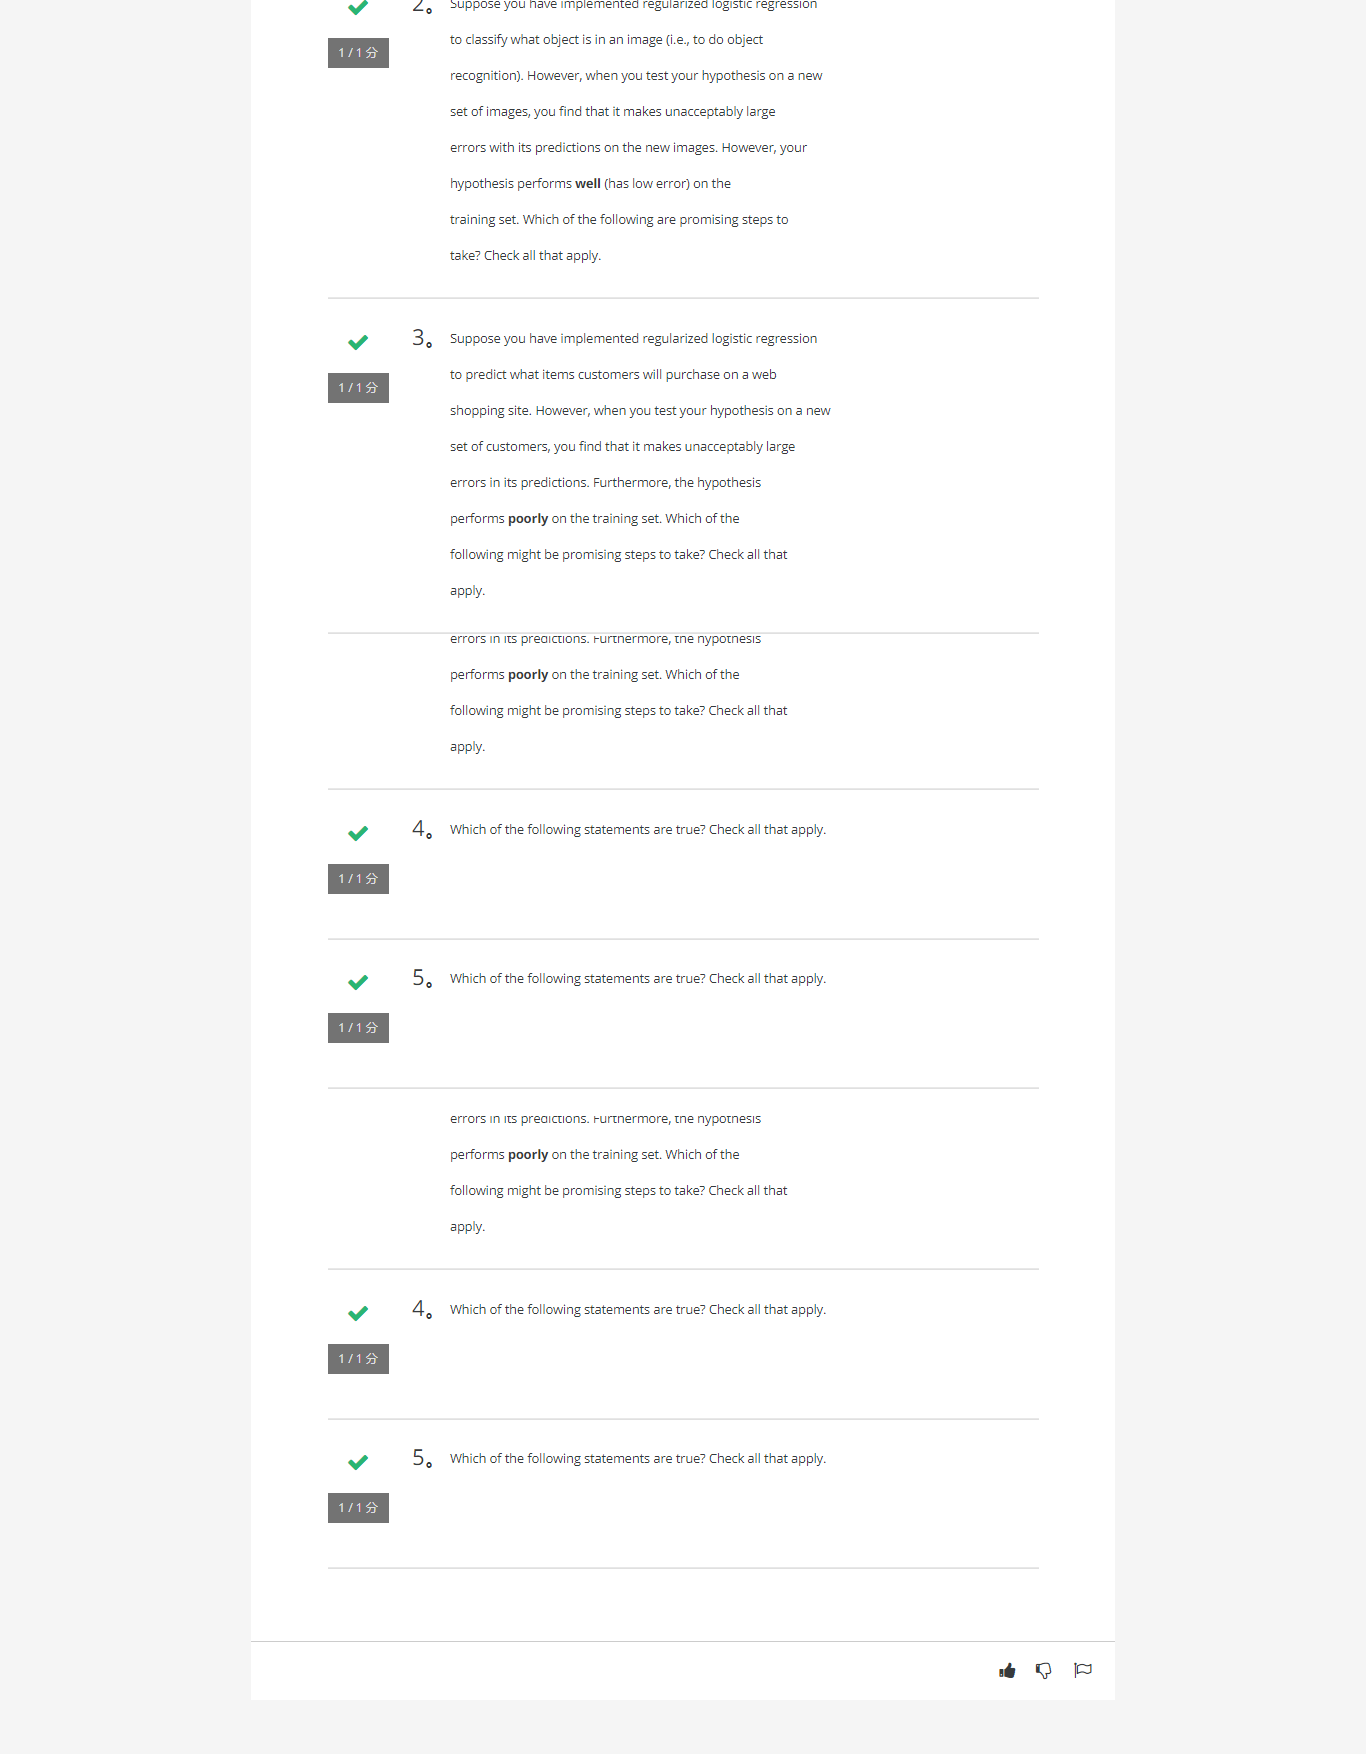 2。 Suppose you have implemented regularized logistic regression
1 / 1 分 to classify what object is in an image (i.e., to do object
recognition). However, when you test your hypothesis on a new
set of images, you find that it makes unacceptably large
errors with its predictions on the new images. However, your
hypothesis performs well (has low error) on the
training set. Which of the following are promising steps to
take? Check all that apply.
3。 Suppose you have implemented regularized logistic regression
1 / 1 分 to predict what items customers will purchase on a web
shopping site. However, when you test your hypothesis on a new
set of customers, you find that it makes unacceptably large
errors in its predictions. Furthermore, the hypothesis
performs poorly on the training set. Which of the
following might be promising steps to take? Check all that
apply.
errors in its predictions. Furthermore, the hypothesis
performs poorly on the training set. Which of the
following might be promising steps to take? Check all that
apply.
4。 Which of the following statements are true? Check all that apply.
1 / 1 分
5。 Which of the following statements are true? Check all that apply.
1 / 1 分
errors in its predictions. Furthermore, the hypothesis
performs poorly on the training set. Which of the
following might be promising steps to take? Check all that
apply.
4。 Which of the following statements are true? Check all that apply.
1 / 1 分
5。 Which of the following statements are true? Check all that apply.
1 / 1 分